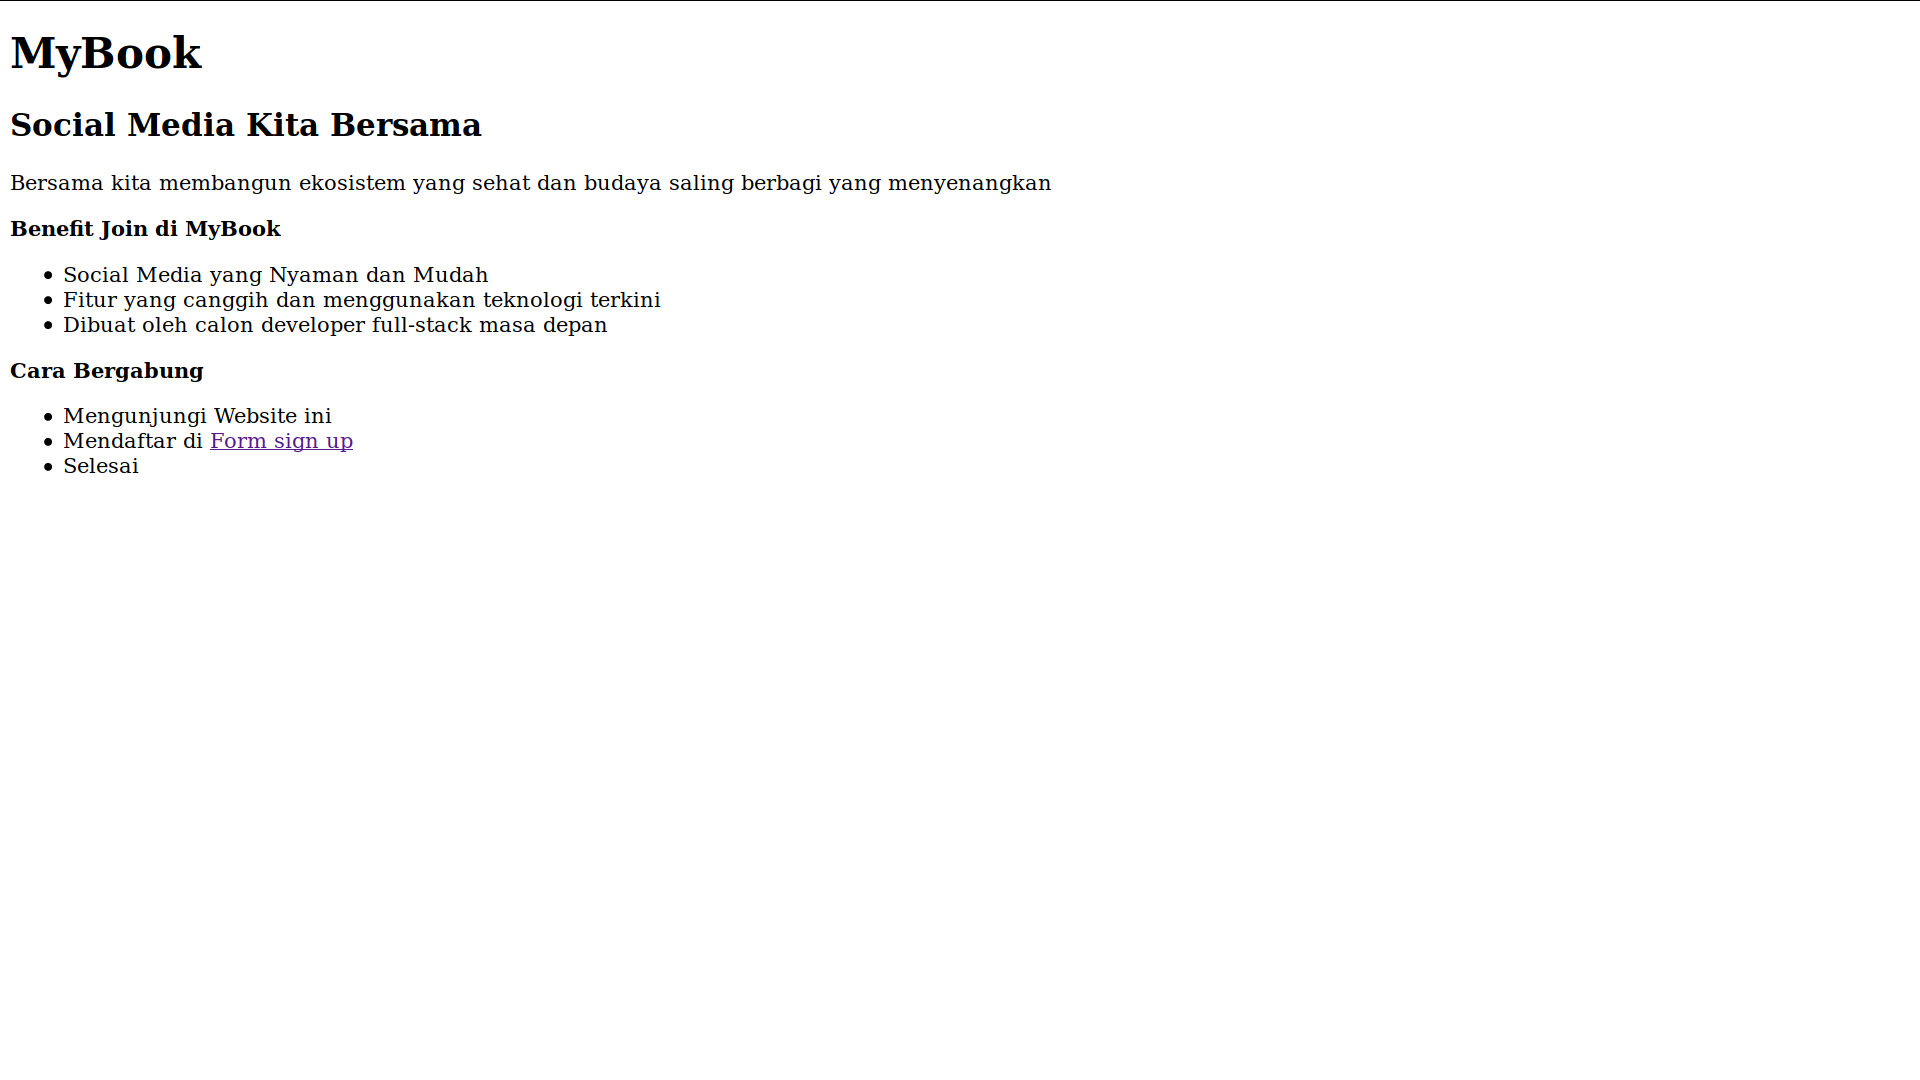 MyBook
Social Media Kita Bersama
Bersama kita membangun ekosistem yang sehat dan budaya saling berbagi yang menyenangkan
Benefit Join di MyBook
Social Media yang Nyaman dan Mudah
Fitur yang canggih dan menggunakan teknologi terkini
Dibuat oleh calon developer full-stack masa depan
Cara Bergabung
Mengunjungi Website ini
Mendaftar di Form sign up
Selesai